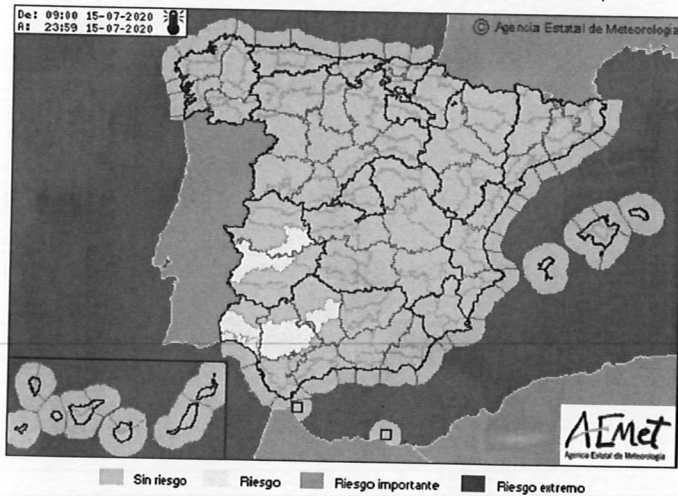 De: 09:00 15-07-2020
A: 23:59 15-07-2020
© Agencia Estatal de Meteorología
AEMet
Agencia Estatal de Meteorología
Sin riesgo Riesgo Riesgo importante Riesgo extremo